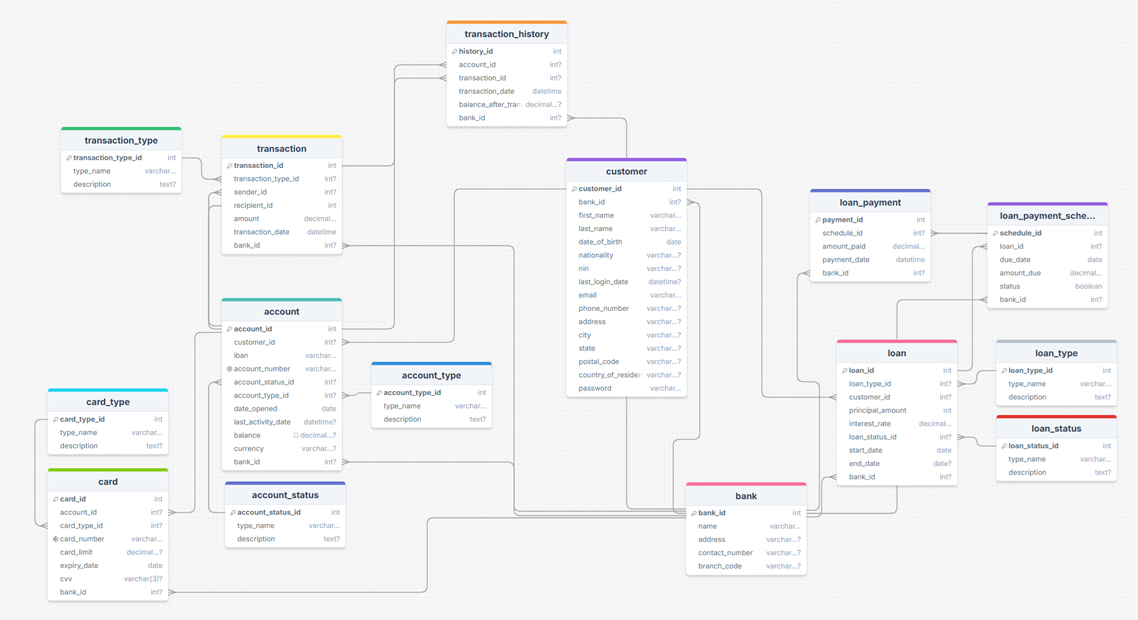 transaction_history
history_id int
account_id int?
transaction_id int?
transaction_date datetime
balance_after_tran decimal...?
bank_id int?
transaction_type
transaction_type_id int
type_name varchar...
description text?
transaction
transaction_id int
transaction_type_id int?
sender_id int?
recipient_id int
amount decimal...
transaction_date datetime
bank_id int?
customer
customer_id int
bank_id int?
first_name varchar...
last_name varchar...
date_of_birth date
nationality varchar...?
nin varchar...?
last_login_date datetime?
email varchar...
phone_number varchar...?
address varchar...?
city varchar...?
state varchar...?
postal_code varchar...?
country_of_residen varchar...?
password varchar...
loan_payment
payment_id int
schedule_id int?
amount_paid decimal...
payment_date datetime
bank_id int?
loan_payment_sche...
schedule_id int
loan_id int?
due_date date
amount_due decimal...
status boolean
bank_id int?
account
account_id int
customer_id int?
iban varchar...
account_number varchar...
account_status_id int?
account_type_id int?
date_opened date
last_activity_date datetime?
balance decimal...?
currency varchar...?
bank_id int?
account_type
account_type_id int
type_name varchar...
description text?
loan
loan_id int
loan_type_id int?
customer_id int?
principal_amount int
interest_rate decimal...
loan_status_id int?
start_date date
end_date date?
bank_id int?
loan_type
loan_type_id int
type_name varchar...
description text?
loan_status
loan_status_id int
type_name varchar...
description text?
card_type
card_type_id int
type_name varchar...
description text?
card
card_id int
account_id int?
card_type_id int?
card_number varchar...
card_limit decimal...?
expiry_date date
cvv varchar(3)?
bank_id int?
account_status
account_status_id int
type_name varchar...
description text?
bank
bank_id int
name varchar...
address varchar...?
contact_number varchar...?
branch_code varchar...?